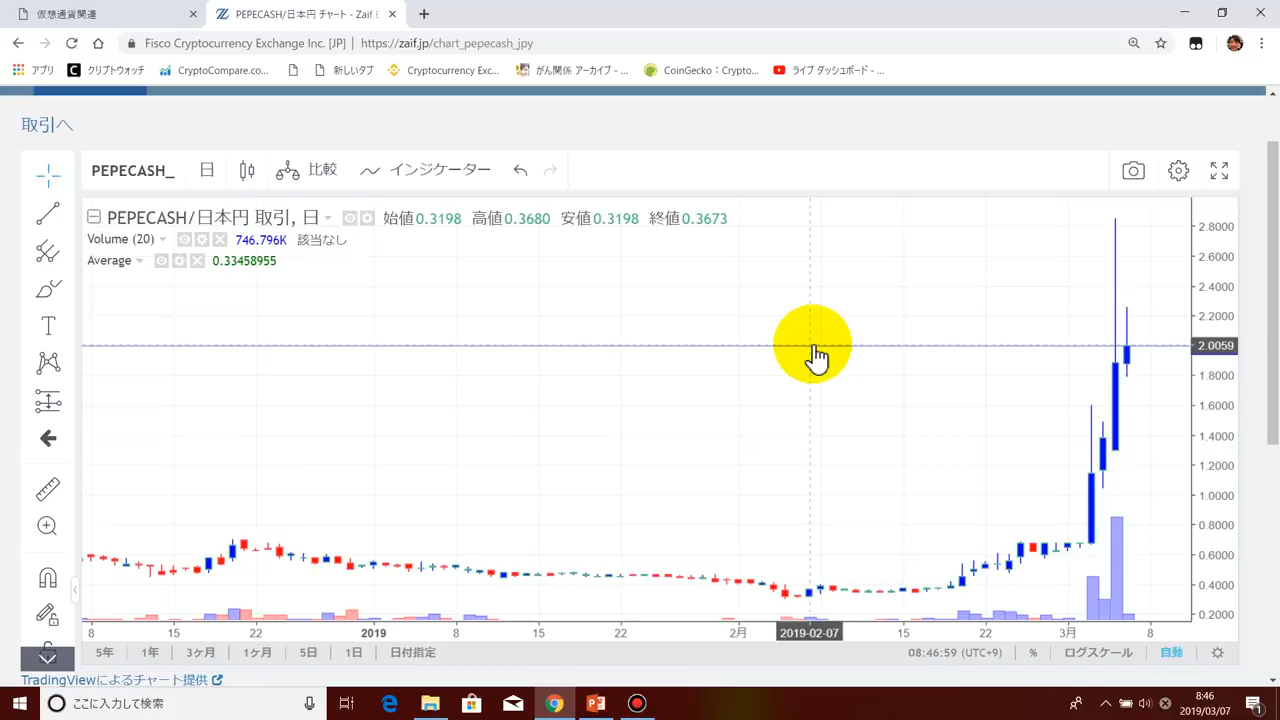 仮想通貨関連
PEPECASH/日本円 チャート - Zaif E
Fisco Cryptocurrency Exchange Inc. [JP] | https://zaif.jp/chart_pepecash_jpy
アプリ クリプトウォッチ CryptoCompare.co... 新しいタブ Cryptocurrency Exc... がん関係 アーカイブ - ... CoinGecko：Crypto... ライブ ダッシュボード - ...
取引へ
PEPECASH_ 日 比較 インジケーター
PEPECASH/日本円 取引, 日 始値0.3198 高値0.3680 安値0.3198 終値0.3673
Volume (20) 746.796K 該当なし
Average 0.33458955
2.8000
2.6000
2.4000
2.2000
2.0059
1.8000
1.6000
1.4000
1.2000
1.0000
0.8000
0.6000
0.4000
0.2000
8 15 22 2019 8 15 22 2月 2019-02-07 15 22 3月 8
5年 1年 3ヶ月 1ヶ月 5日 1日 日付指定 08:46:59 (UTC+9) % ログスケール 自動
TradingViewによるチャート提供
ここに入力して検索
8:46
2019/03/07